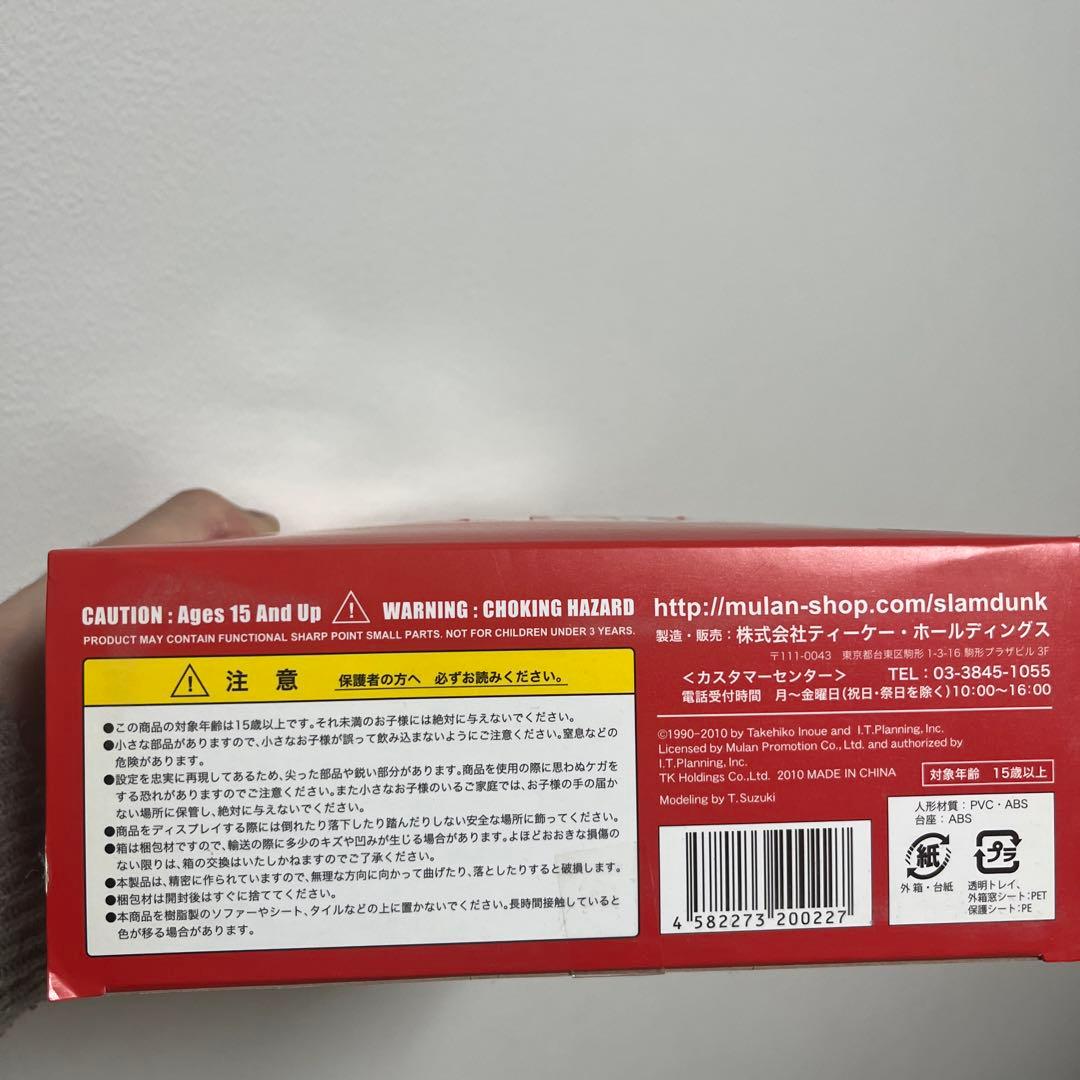 CAUTION : Ages 15 And Up
WARNING : CHOKING HAZARD
PRODUCT MAY CONTAIN FUNCTIONAL SHARP POINT SMALL PARTS. NOT FOR CHILDREN UNDER 3 YEARS.
注 意 保護者の方へ 必ずお読みください。
●この商品の対象年齢は15歳以上です。それ未満のお子様には絶対に与えないでください。
●小さな部品がありますので、小さなお子様が誤って飲み込まないようにご注意ください。窒息などの
危険があります。
●設定を忠実に再現してあるため、尖った部品や鋭い部分があります。商品を使用の際に思わぬケガを
する恐れがありますのでご注意ください。また小さなお子様のいるご家庭では、お子様の手の届か
ない場所に保管し、絶対に与えないでください。
●商品をディスプレイする際には倒れたり落下したり踏んだりしない安全な場所に飾ってください。
●箱は梱包材ですので、輸送の際に多少のキズや凹みが生じる場合があります。よほどおおきな損傷の
ない限りは、箱の交換はいたしかねますのでご了承ください。
●本製品は、精密に作られていますので、無理な方向に向かって曲げたり、落としたりすると破損します。
●梱包材は開封後はすぐに捨ててください。
●本商品を樹脂製のソファーやシート、タイルなどの上に置かないでください。長時間接触していると
色が移る場合があります。
http://mulan-shop.com/slamdunk
製造・販売：株式会社ティーケー・ホールディングス
〒111-0043 東京都台東区駒形 1-3-16 駒形プラザビル 3F
＜カスタマーセンター＞ TEL：03-3845-1055
電話受付時間 月～金曜日(祝日・祭日を除く)10:00～16:00
©1990-2010 by Takehiko Inoue and I.T.Planning, Inc.
Licensed by Mulan Promotion Co., Ltd. and authorized by
I.T.Planning, Inc.
TK Holdings Co.,Ltd. 2010 MADE IN CHINA
対象年齢 15歳以上
Modeling by T.Suzuki
4 582273 200227
人形材質：PVC・ABS
台座：ABS
紙
外箱・台紙
プラ
透明トレイ、
外箱窓シート：PET
保護シート：PE